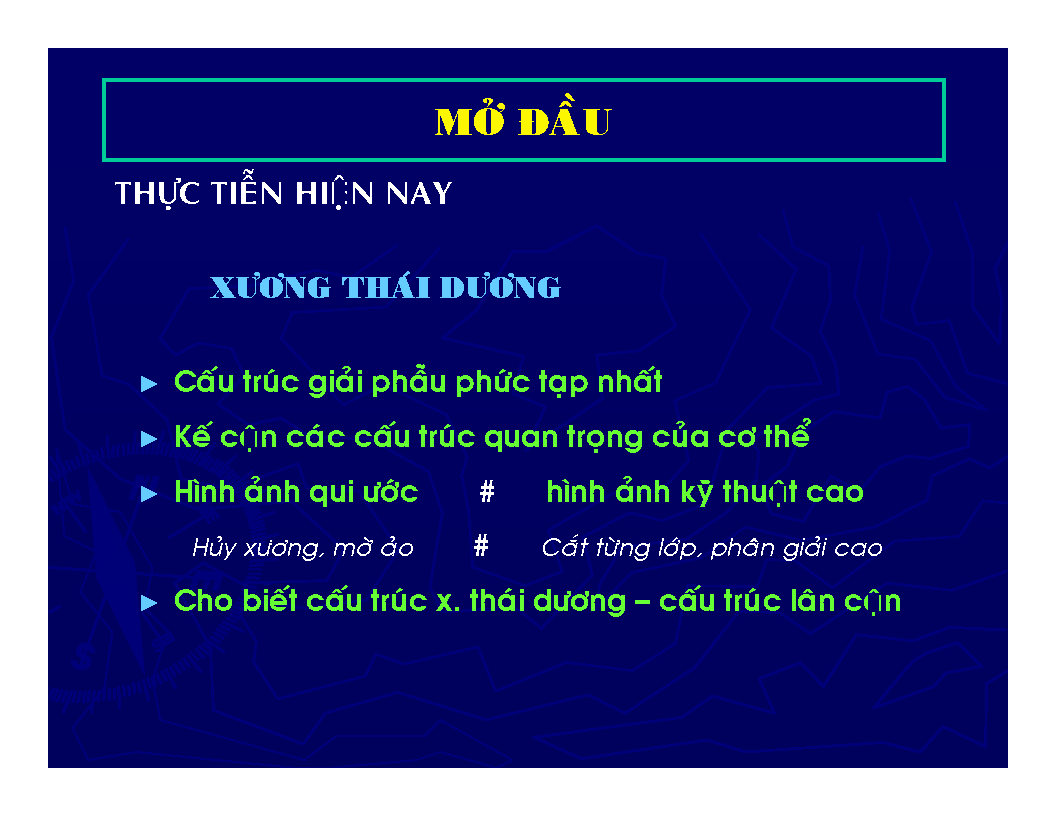 MỞ ĐẦU
THỰC TIỄN HIỆN NAY
XƯƠNG THÁI DƯƠNG
► Cấu trúc giải phẫu phức tạp nhất
► Kế cận các cấu trúc quan trọng của cơ thể
► Hình ảnh qui ước # hình ảnh kỹ thuật cao
Hủy xương, mờ ảo # Cắt từng lớp, phân giải cao
► Cho biết cấu trúc x. thái dương – cấu trúc lân cận